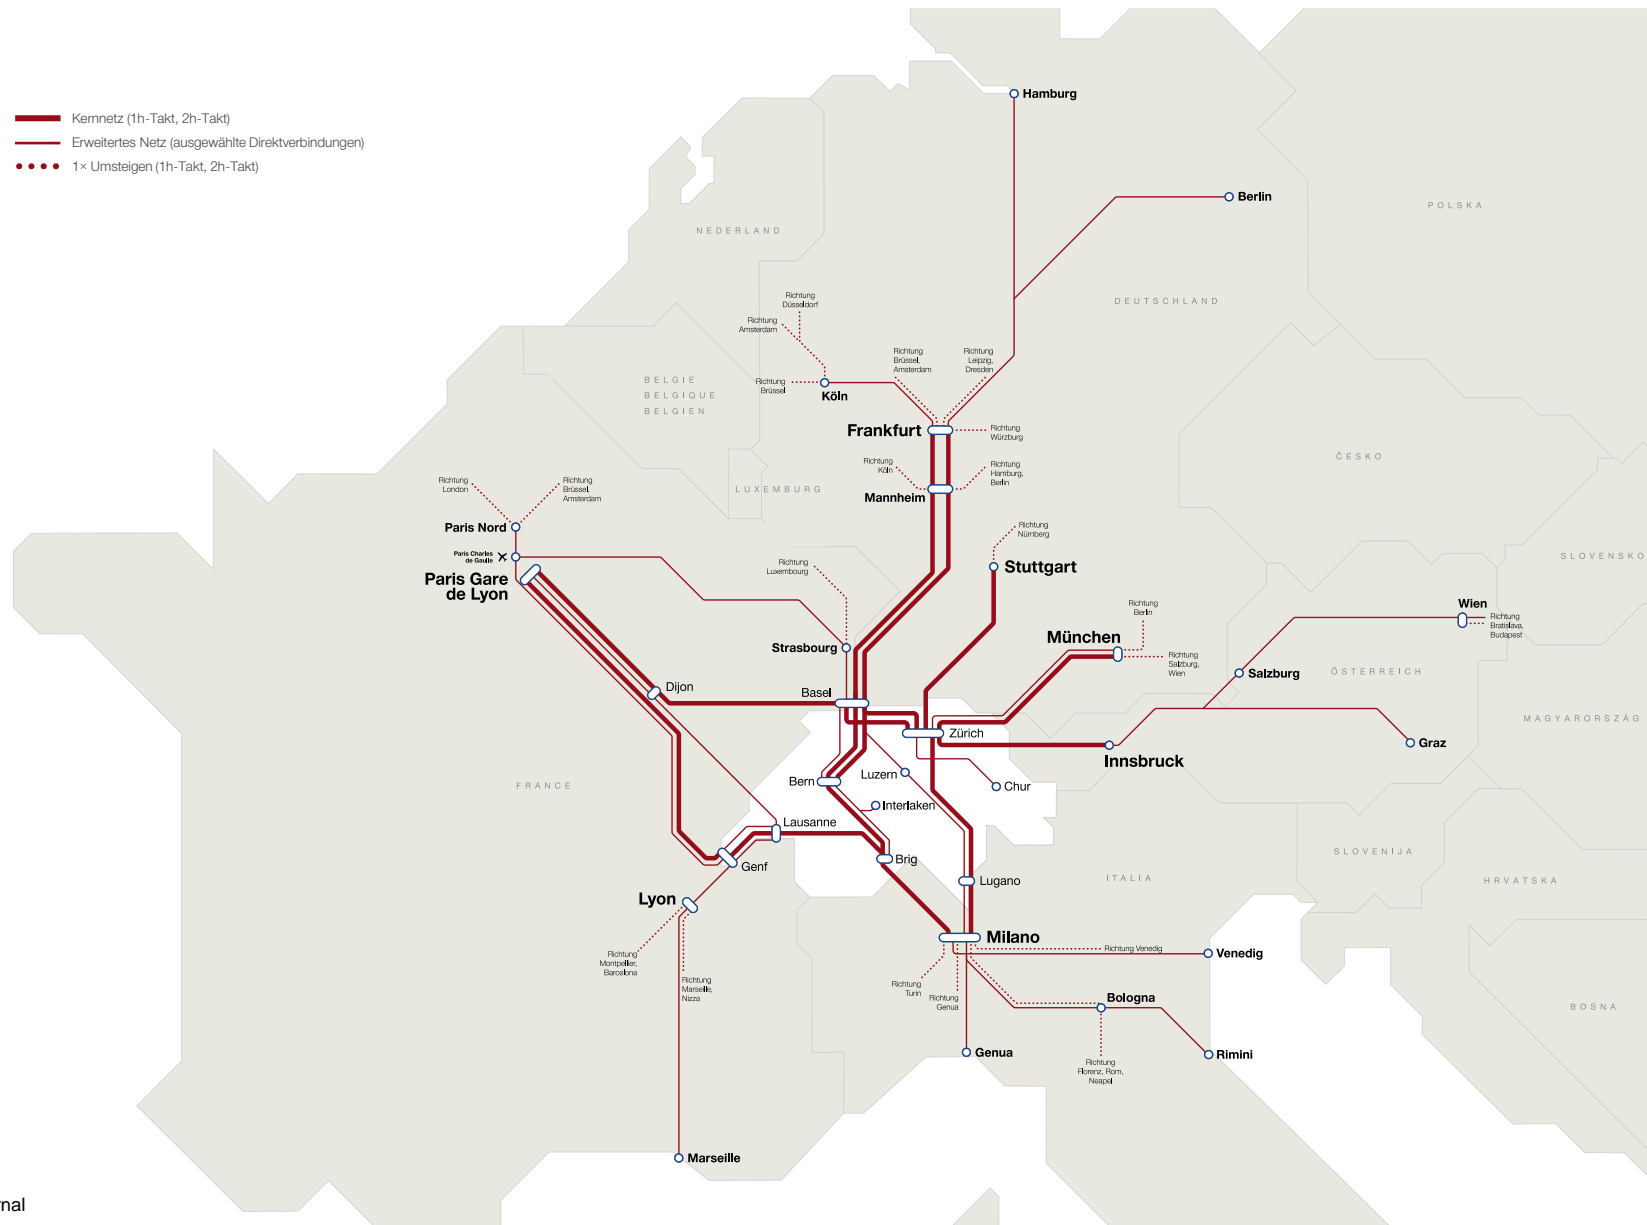 Kernnetz (1h-Takt, 2h-Takt)
Erweitertes Netz (ausgewählte Direktverbindungen)
1× Umsteigen (1h-Takt, 2h-Takt)
Hamburg
Berlin
POLSKA
NEDERLAND
DEUTSCHLAND
Richtung
Düsseldorf
Richtung
Amsterdam
Richtung
Brüssel,
Amsterdam
Richtung
Leipzig,
Dresden
Richtung
Brüssel
Köln
BELGIE
BELGIQUE
BELGIEN
Frankfurt
Richtung
Würzburg
ČESKO
Richtung
Köln
Richtung
Hamburg,
Berlin
Mannheim
LUXEMBURG
Richtung
London
Richtung
Brüssel,
Amsterdam
Paris Nord
Paris Charles
de Gaulle
Paris Gare
de Lyon
Richtung
Nürnberg
Stuttgart
SLOVENSKO
Richtung
Luxembourg
Richtung
Berlin
Wien
Richtung
Bratislava,
Budapest
München
Richtung
Salzburg,
Wien
Strasbourg
Salzburg
ÖSTERREICH
Dijon
Basel
MAGYARORSZÁG
Zürich
Graz
Innsbruck
FRANCE
Bern
Luzern
Chur
Interlaken
Lausanne
Brig
Genf
SLOVENIJA
Lugano
ITALIA
HRVATSKA
Lyon
Milano
Richtung Venedig
Venedig
Richtung
Montpellier,
Barcelona
Richtung
Marseille,
Nizza
Richtung
Turin
Richtung
Genua
Bologna
BOSNA
Genua
Rimini
Richtung
Florenz, Rom,
Neapel
Marseille
rnal